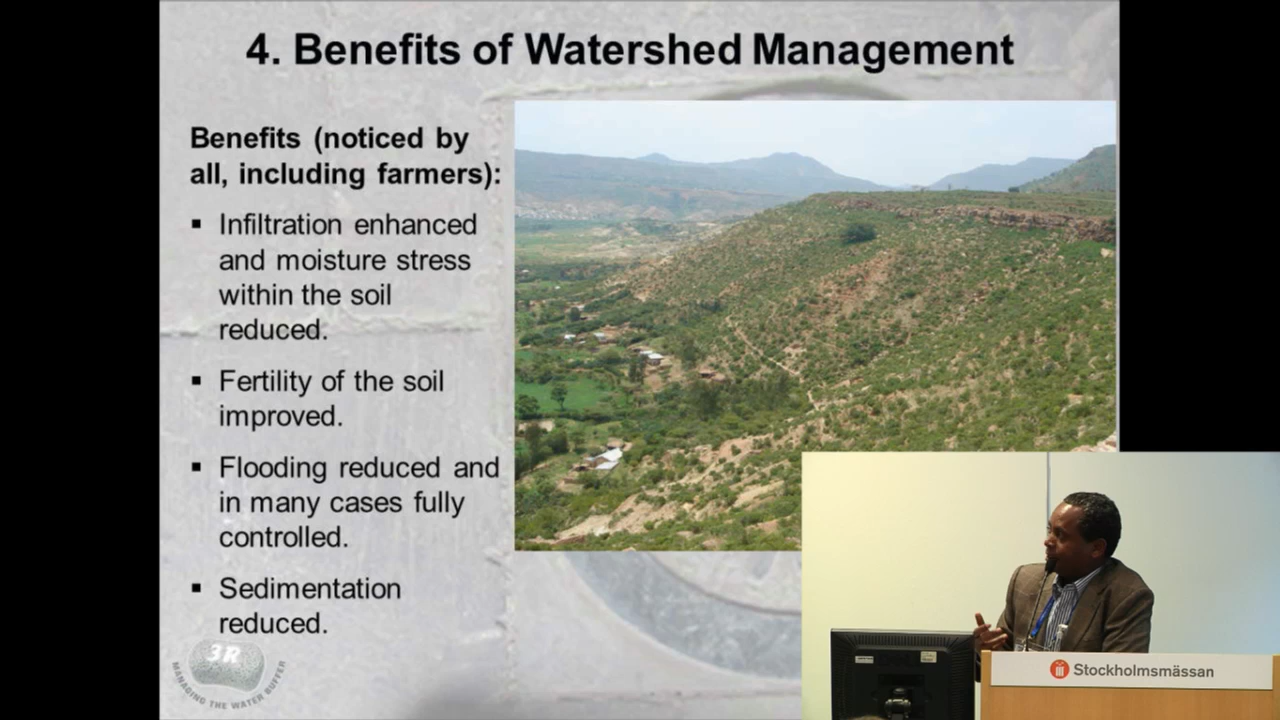 4. Benefits of Watershed Management
Benefits (noticed by
all, including farmers):
▪ Infiltration enhanced
and moisture stress
within the soil
reduced.
▪ Fertility of the soil
improved.
▪ Flooding reduced and
in many cases fully
controlled.
▪ Sedimentation
reduced.
3R
MANAGING THE WATER BUFFER
Stockholmsmässan